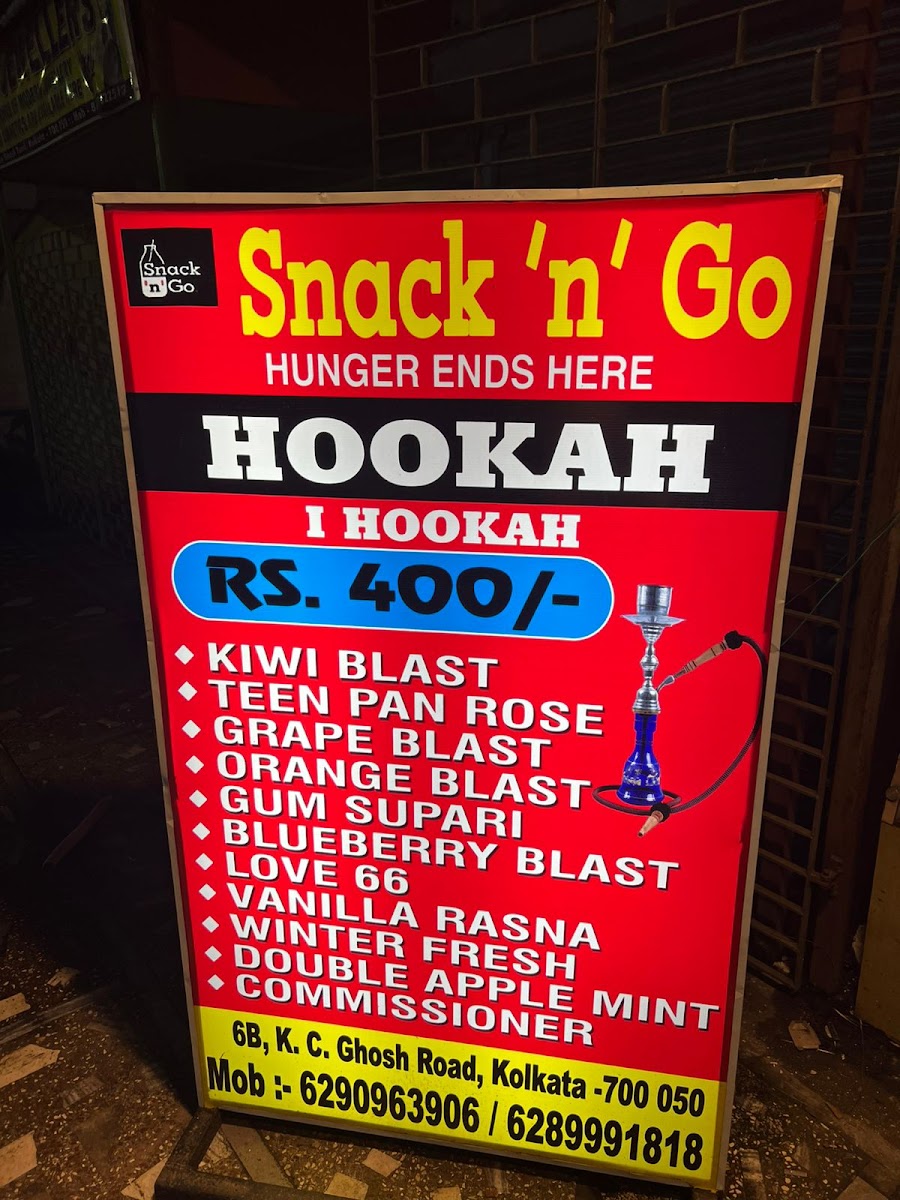 Snack
'n'
Go
Snack 'n' Go
HUNGER ENDS HERE
HOOKAH
I HOOKAH
RS. 400/-
KIWI BLAST
TEEN PAN ROSE
GRAPE BLAST
ORANGE BLAST
GUM SUPARI
BLUEBERRY BLAST
LOVE 66
VANILLA RASNA
WINTER FRESH
DOUBLE APPLE MINT
COMMISSIONER
6B, K. C. Ghosh Road, Kolkata -700 050
Mob :- 6290963906 / 6289991818